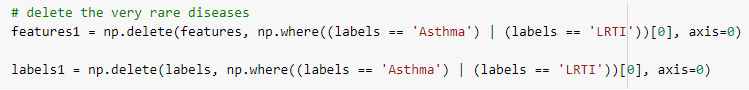 # delete the very rare diseases
features1 = np.delete(features, np.where((labels == 'Asthma') | (labels == 'LRTI'))[0], axis=0)
labels1 = np.delete(labels, np.where((labels == 'Asthma') | (labels == 'LRTI'))[0], axis=0)